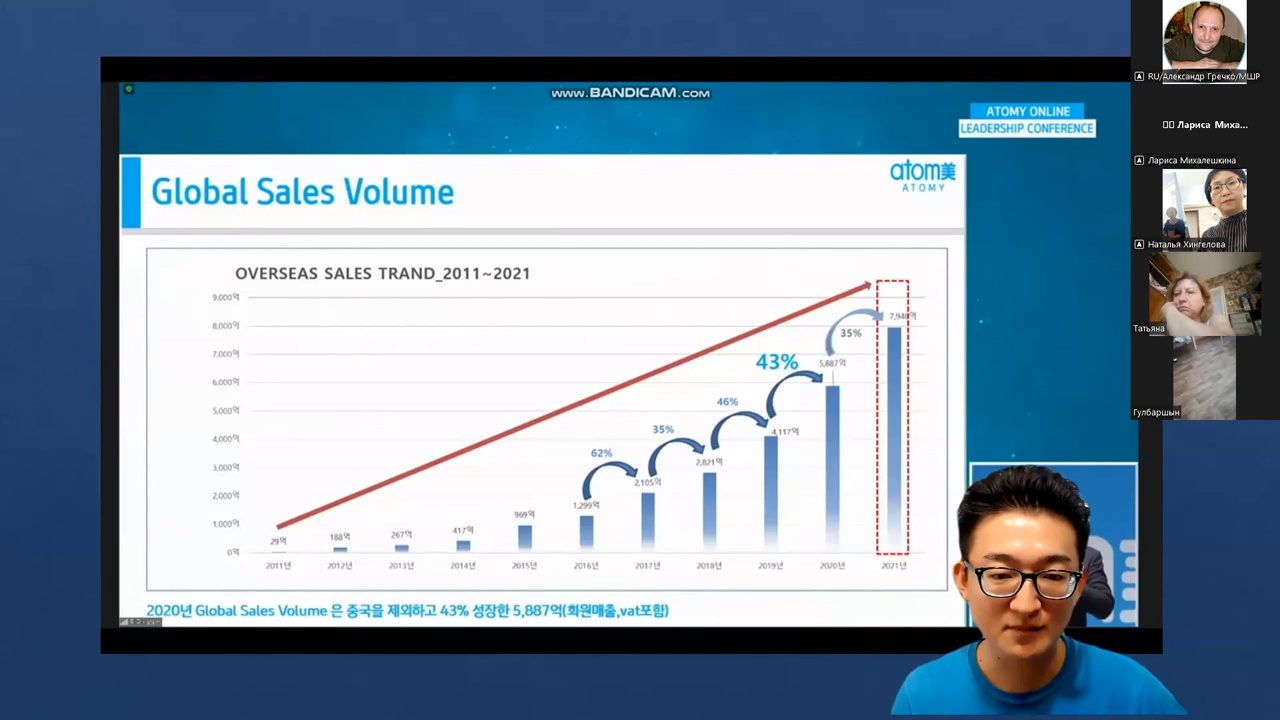 www.BANDICAM.com
ATOMY ONLINE
LEADERSHIP CONFERENCE
Global Sales Volume
atom美
ATOMY
OVERSEAS SALES TRAND_2011~2021
9,000억
8,000억
7,000억
6,000억
5,000억
4,000억
3,000억
2,000억
1,000억
0억
29억
188억
267억
417억
969억
1,299억
2,105억
2,821억
4,117억
5,887억
7,948억
62%
35%
46%
43%
35%
2011년
2012년
2013년
2014년
2015년
2016년
2017년
2018년
2019년
2020년
2021년
2020년 Global Sales Volume 은 중국을 제외하고 43% 성장한 5,887억(회원매출,vat포함)
RU/Александр Гречко/МШР
Лариса Миха...
Лариса Михалешкина
Наталья Хингелова
Татьяна
Гулбаршын